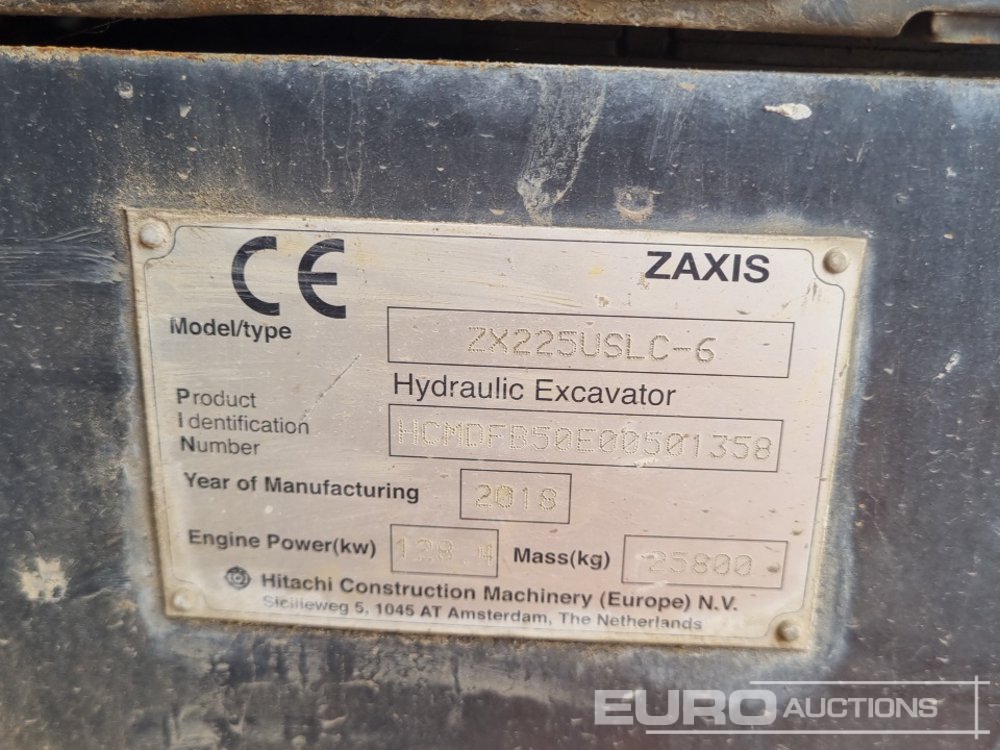 CE ZAXIS
Model/type ZX225USLC-6
Hydraulic Excavator
Product
Identification
Number HCMDFB50E00501358
Year of Manufacturing 2018
Engine Power(kw) 128.4 Mass(kg) 25800
Hitachi Construction Machinery (Europe) N.V.
Sicilieweg 5, 1045 AT Amsterdam, The Netherlands
EURO AUCTIONS